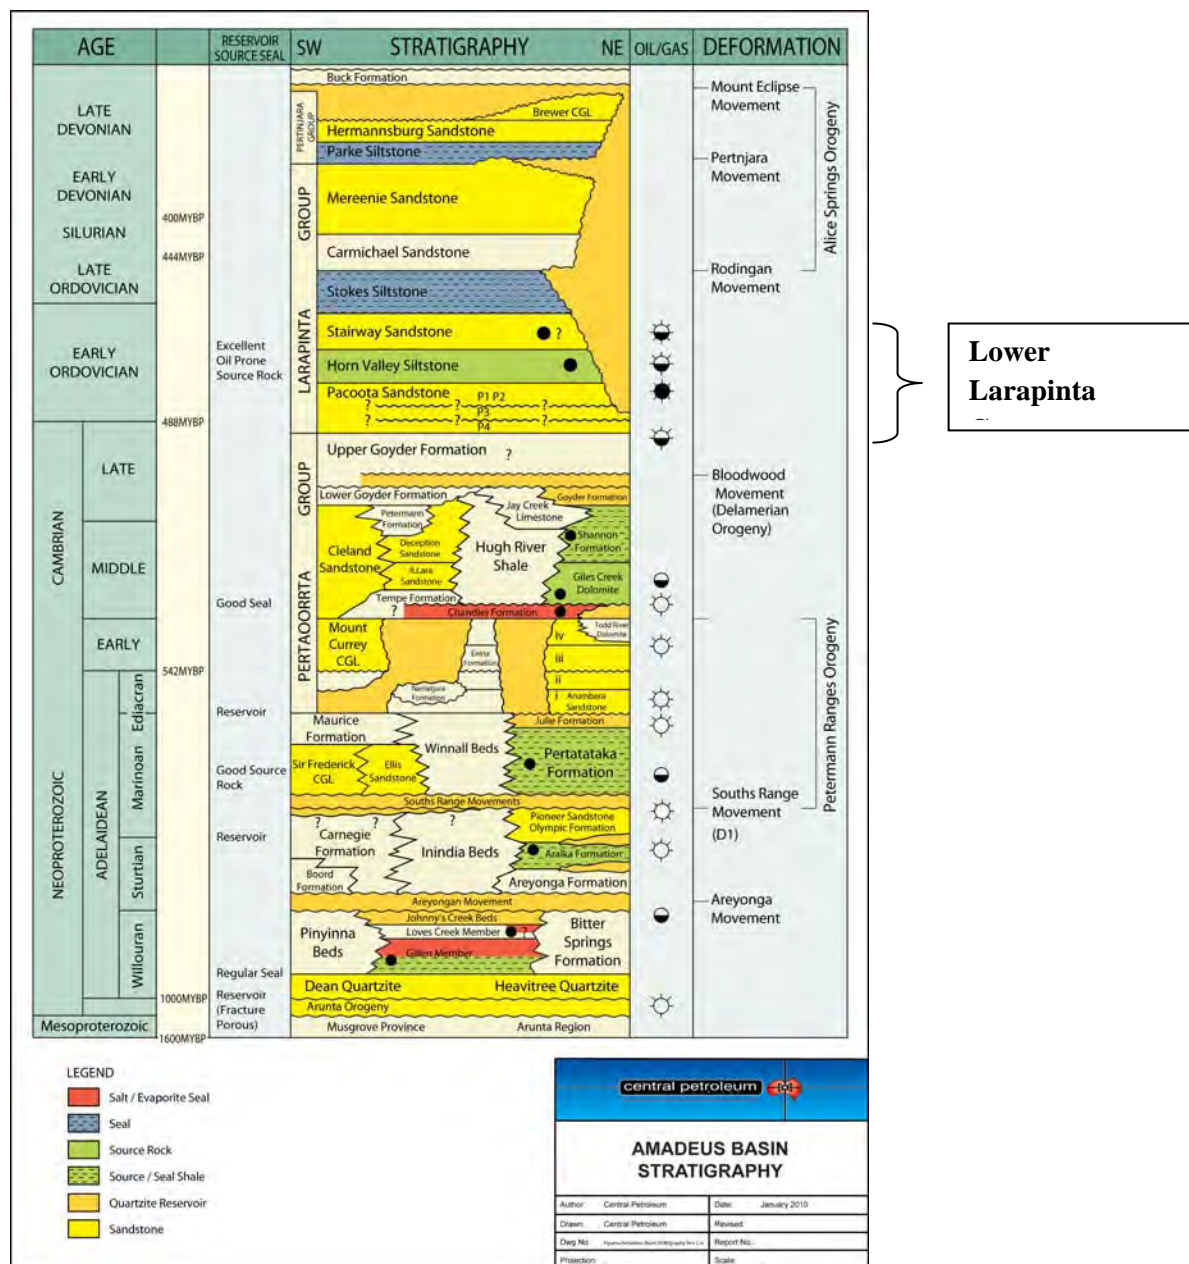 AGE
RESERVOIR
SOURCE SEAL
SW
STRATIGRAPHY
NE
OIL/GAS
DEFORMATION
LATE
DEVONIAN
EARLY
DEVONIAN
SILURIAN
LATE
ORDOVICIAN
EARLY
ORDOVICIAN
CAMBRIAN
LATE
MIDDLE
EARLY
NEOPROTEROZOIC
ADELAIDEAN
Ediacran
Marinoan
Sturtian
Willouran
Mesoproterozoic
400MYBP
444MYBP
488MYBP
542MYBP
1000MYBP
1600MYBP
Excellent
Oil Prone
Source Rock
Good Seal
Reservoir
Good Source
Rock
Reservoir
Regular Seal
Reservoir
(Fracture
Porous)
PERTNJARA
GROUP
LARAPINTA GROUP
PERTAOORRTA GROUP
Buck Formation
Brewer CGL
Hermannsburg Sandstone
Parke Siltstone
Mereenie Sandstone
Carmichael Sandstone
Stokes Siltstone
Stairway Sandstone
?
Horn Valley Siltstone
Pacoota Sandstone
P1 P2
? ? ? ?
P3
? ? ? ?
P4
Upper Goyder Formation ?
Lower Goyder Formation
Goyder Formation
Jay Creek
Limestone
Petermann
Formation
Shannon
Formation
Cleland
Sandstone
Deception
Sandstone
Hugh River
Shale
Illara
Sandstone
Giles Creek
Dolomite
Tempe Formation
?
Chandler Formation
Mount
Currey
CGL
Todd River
Dolomite
iv
iii
ii
i
Arumbera
Sandstone
Enlita
Formation
Namatjura
Formation
Maurice
Formation
Julie Formation
Winnall Beds
Pertatataka
Formation
Sir Frederick
CGL
Ellis
Sandstone
Souths Range Movements
? ? ?
Carnegie
Formation
Pioneer Sandstone
Olympic Formation
Inindia Beds
Aralka Formation
Boord
Formation
Areyonga Formation
Areyongan Movement
Johnny's Creek Beds
Loves Creek Member
?
Pinyinna
Beds
Gillen Member
Bitter
Springs
Formation
Dean Quartzite
Heavitree Quartzite
Arunta Orogeny
Musgrove Province
Arunta Region
Mount Eclipse
Movement
Pertnjara
Movement
Rodingan
Movement
Alice Springs Orogeny
Bloodwood
Movement
(Delamerian
Orogeny)
Petermann Ranges Orogeny
Souths Range
Movement
(D1)
Areyonga
Movement
Lower
Larapinta
LEGEND
Salt / Evaporite Seal
Seal
Source Rock
Source / Seal Shale
Quartzite Reservoir
Sandstone
central petroleum
AMADEUS BASIN
STRATIGRAPHY
Author: Central Petroleum
Date: January 2010
Drawn: Central Petroleum
Revised:
Dwg No:
Report No.:
Projection:
Scale: